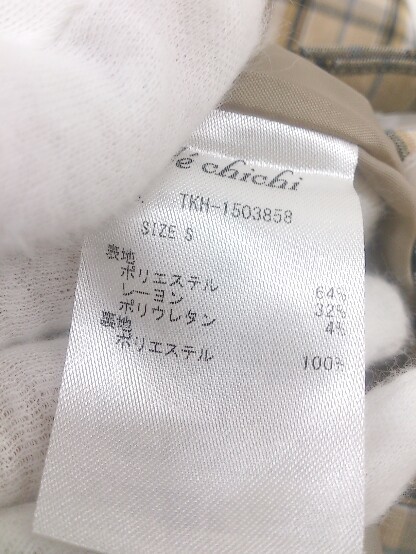 é chichi
TKH-1503858
SIZE S
表地
ポリエステル 64%
レーヨン 32%
ポリウレタン 4%
裏地
ポリエステル 100%